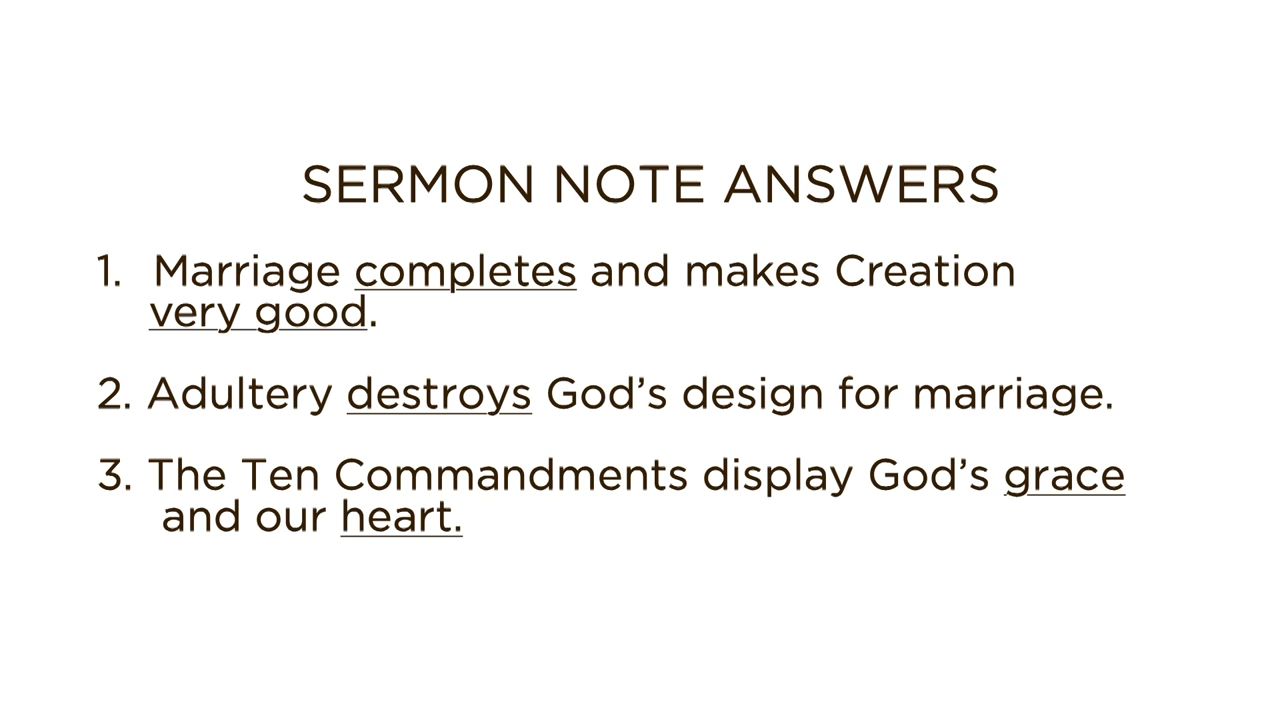 SERMON NOTE ANSWERS
1. Marriage completes and makes Creation
very good.
2. Adultery destroys God’s design for marriage.
3. The Ten Commandments display God’s grace
and our heart.